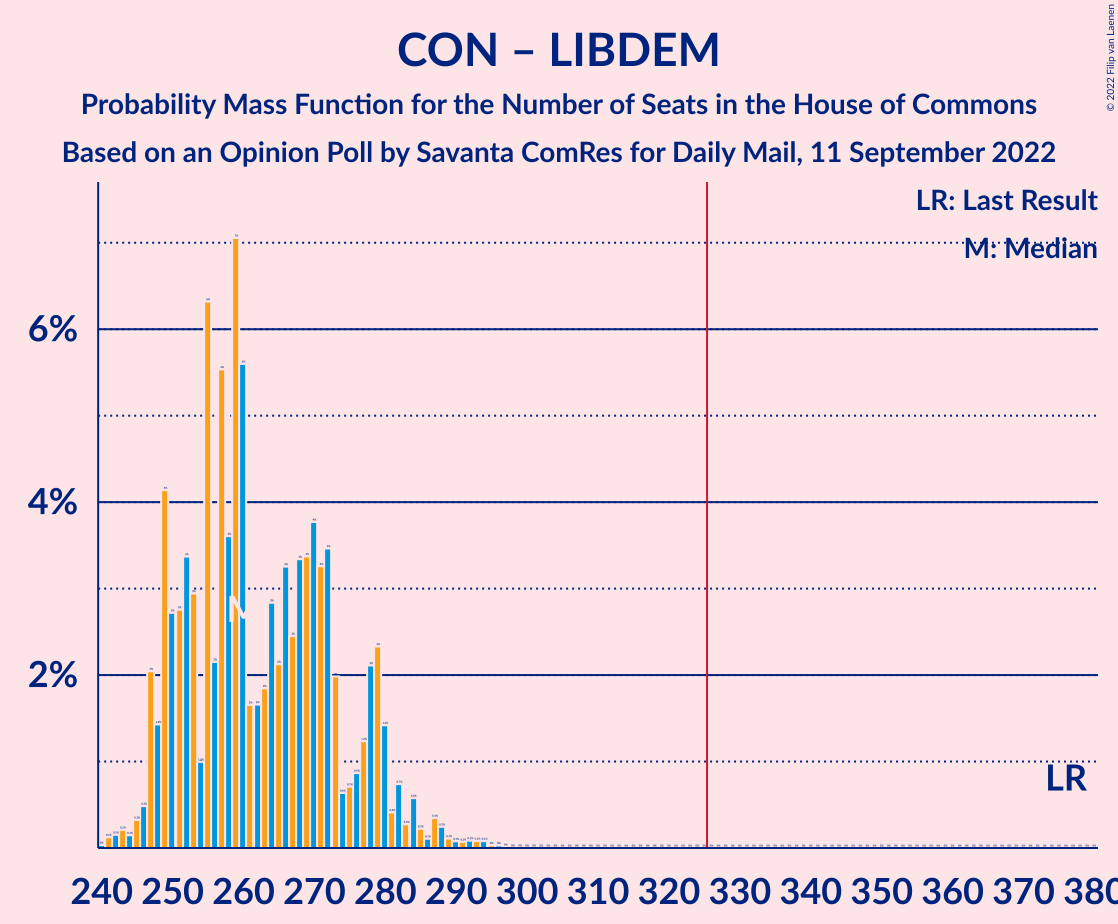 CON – LIBDEM
Probability Mass Function for the Number of Seats in the House of Commons
Based on an Opinion Poll by Savanta ComRes for Daily Mail, 11 September 2022
© 2022 Filip van Laenen
LR: Last Result
M: Median
6%
4%
2%
M
LR
240 250 260 270 280 290 300 310 320 330 340 350 360 370 380